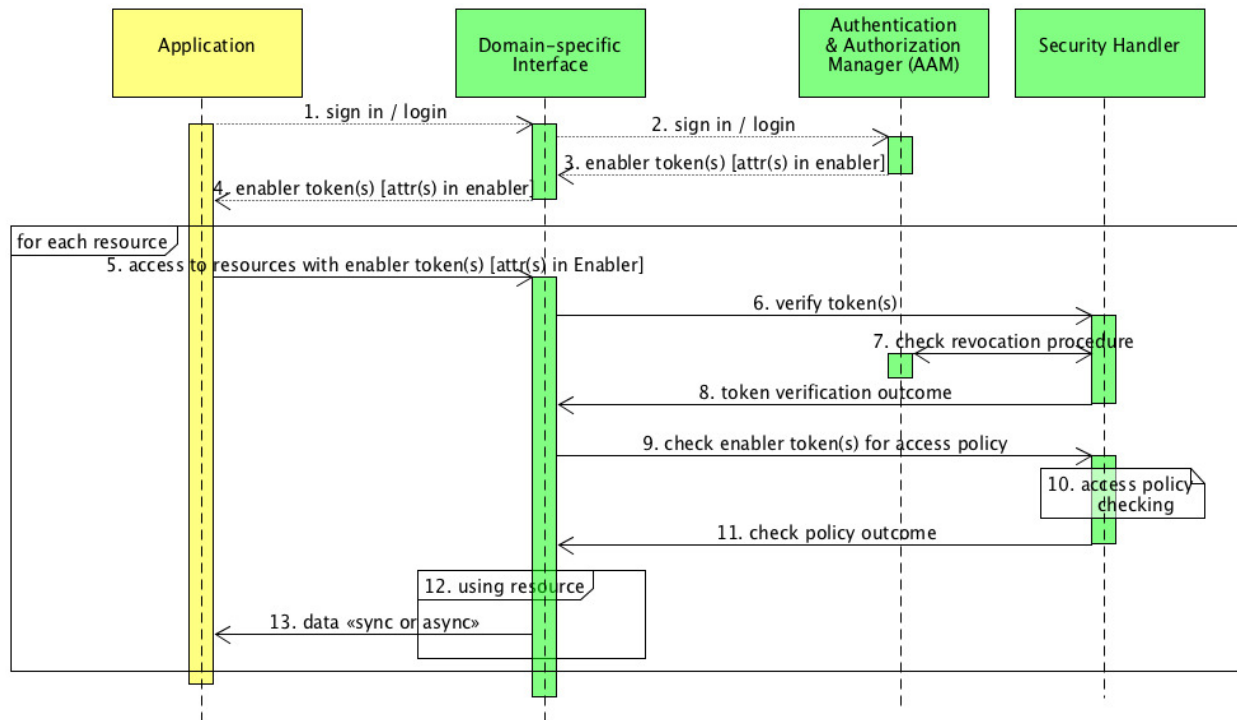 Application
Domain-specific
Interface
Authentication
& Authorization
Manager (AAM)
Security Handler
1. sign in / login
2. sign in / login
3. enabler token(s) [attr(s) in enabler]
4. enabler token(s) [attr(s) in enabler]
for each resource
5. access to resources with enabler token(s) [attr(s) in Enabler]
6. verify token(s)
7. check revocation procedure
8. token verification outcome
9. check enabler token(s) for access policy
10. access policy
checking
11. check policy outcome
12. using resource
13. data «sync or async»